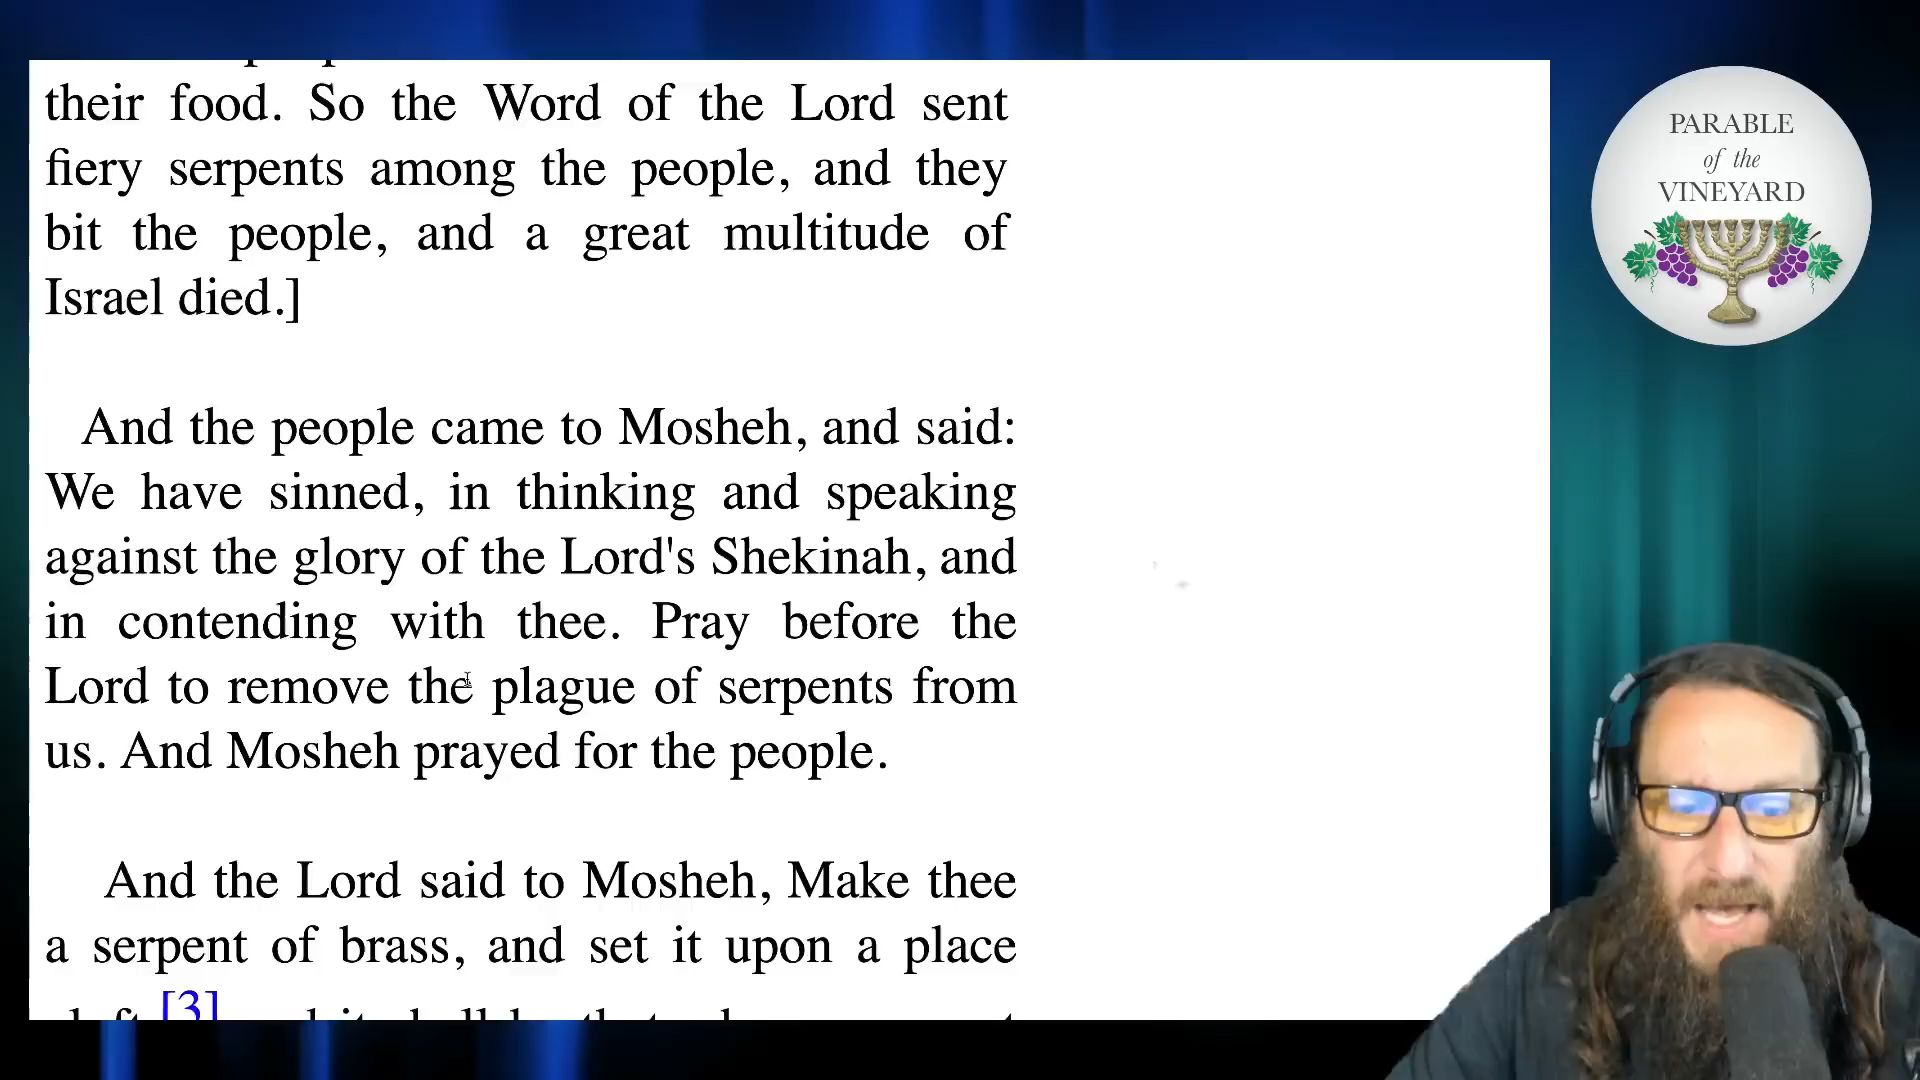 their food. So the Word of the Lord sent
fiery serpents among the people, and they
bit the people, and a great multitude of
Israel died.]
And the people came to Mosheh, and said:
We have sinned, in thinking and speaking
against the glory of the Lord's Shekinah, and
in contending with thee. Pray before the
Lord to remove the plague of serpents from
us. And Mosheh prayed for the people.
And the Lord said to Mosheh, Make thee
a serpent of brass, and set it upon a place
[3]
PARABLE
of the
VINEYARD